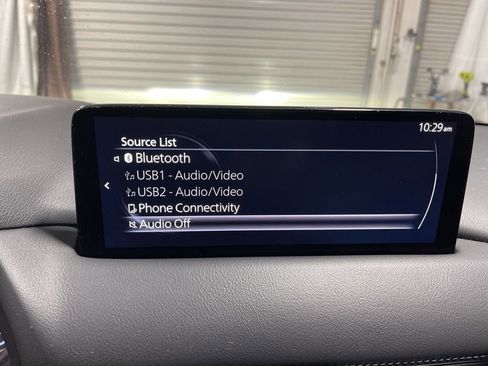 10:29am
Source List
Bluetooth
USB1 - Audio/Video
USB2 - Audio/Video
Phone Connectivity
Audio Off